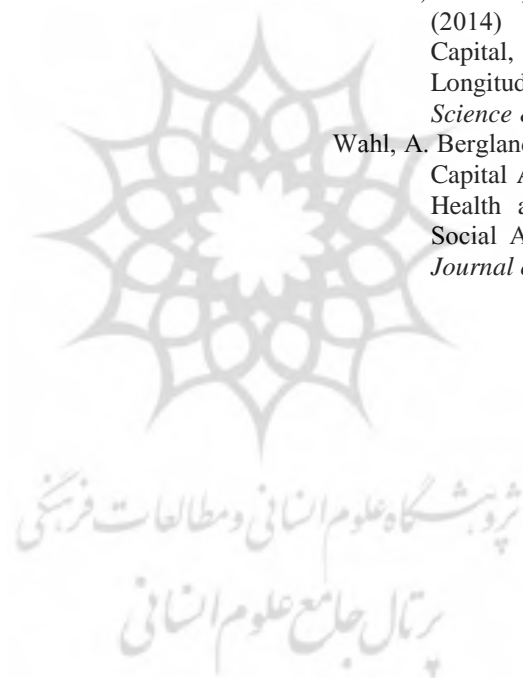 (2014)
Capital,
Longitud
Science &
Wahl, A. Bergland
Capital A
Health a
Social A
Journal
پژوهشگاه علوم انسانی و مطالعات فرهنگی
پرتال جامع علوم انسانی